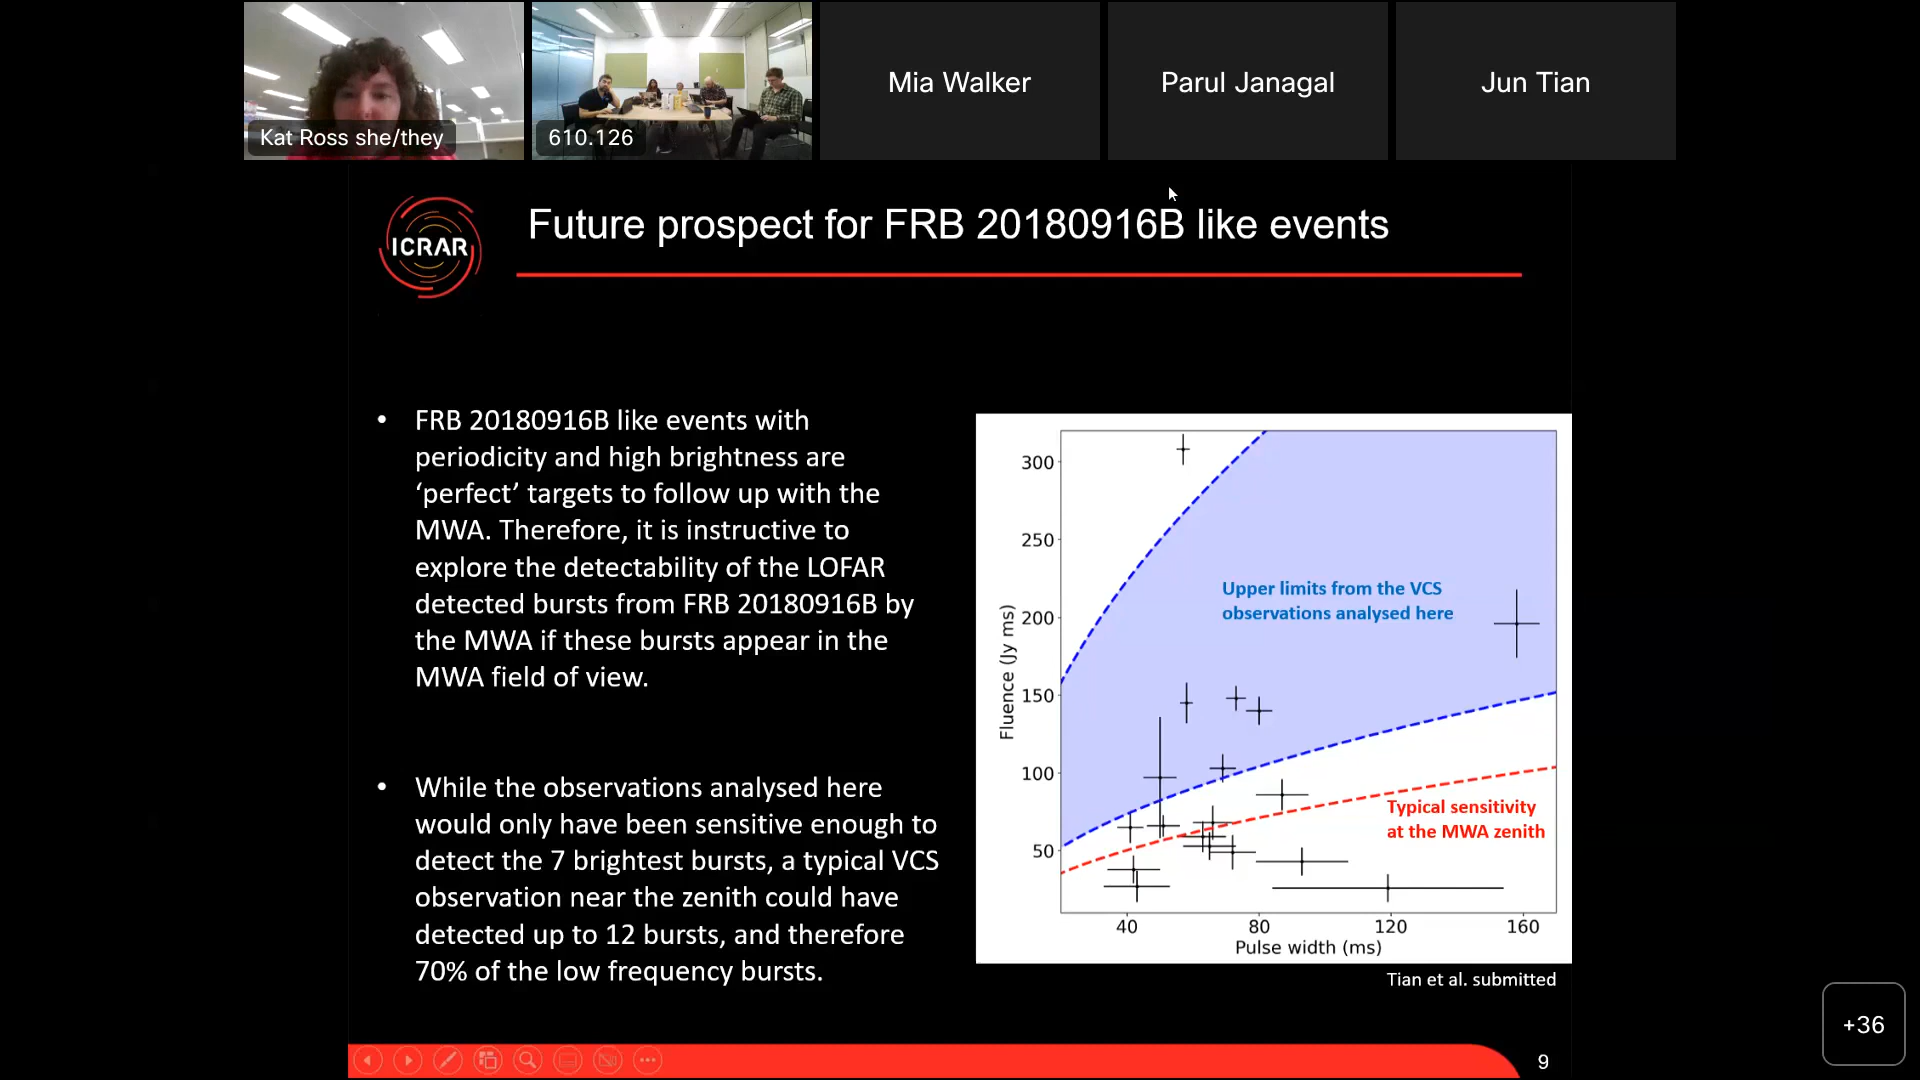 Kat Ross she/they
610.126
Mia Walker
Parul Janagal
Jun Tian
ICRAR
Future prospect for FRB 20180916B like events
• FRB 20180916B like events with
periodicity and high brightness are
‘perfect’ targets to follow up with the
MWA. Therefore, it is instructive to
explore the detectability of the LOFAR
detected bursts from FRB 20180916B by
the MWA if these bursts appear in the
MWA field of view.
• While the observations analysed here
would only have been sensitive enough to
detect the 7 brightest bursts, a typical VCS
observation near the zenith could have
detected up to 12 bursts, and therefore
70% of the low frequency bursts.
Fluence (Jy ms)
300
250
200
150
100
50
Upper limits from the VCS
observations analysed here
Typical sensitivity
at the MWA zenith
40 80 120 160
Pulse width (ms)
Tian et al. submitted
+36
9